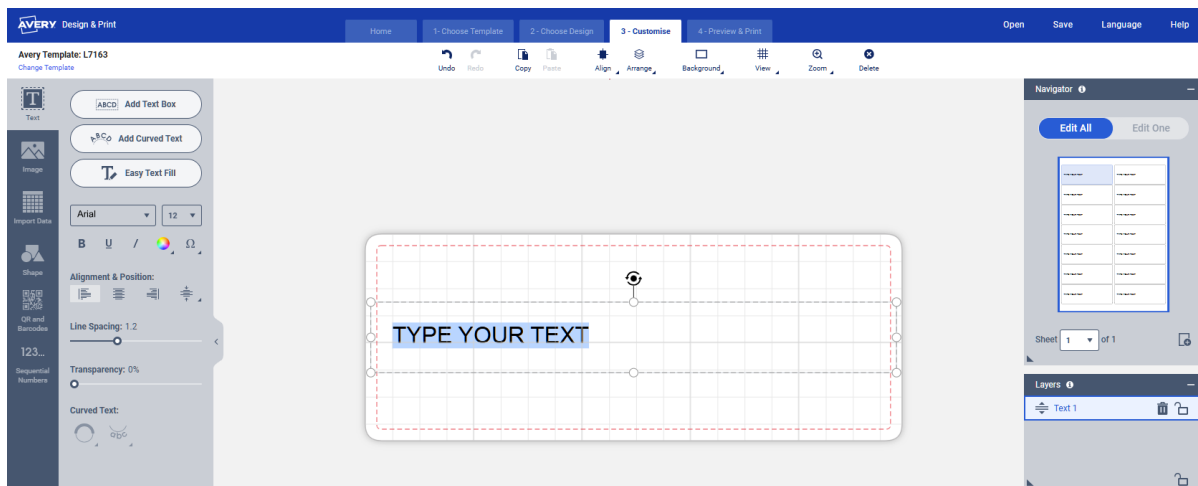 AVERY Design & Print
Home
1- Choose Template
2 - Choose Design
3 - Customise
4 - Preview & Print
Open
Save
Language
Help
Avery Template: L7163
Change Template
Undo
Redo
Copy
Paste
Align
Arrange
Background
View
Zoom
Delete
Text
Image
Import Data
Shape
QR and
Barcodes
123...
Sequential
Numbers
ABCD Add Text Box
ABCD Add Curved Text
Easy Text Fill
Arial
12
B U I Ω
Alignment & Position:
Line Spacing: 1.2
Transparency: 0%
Curved Text:
abc
TYPE YOUR TEXT
Navigator
Edit All
Edit One
Sheet 1 of 1
Layers
Text 1